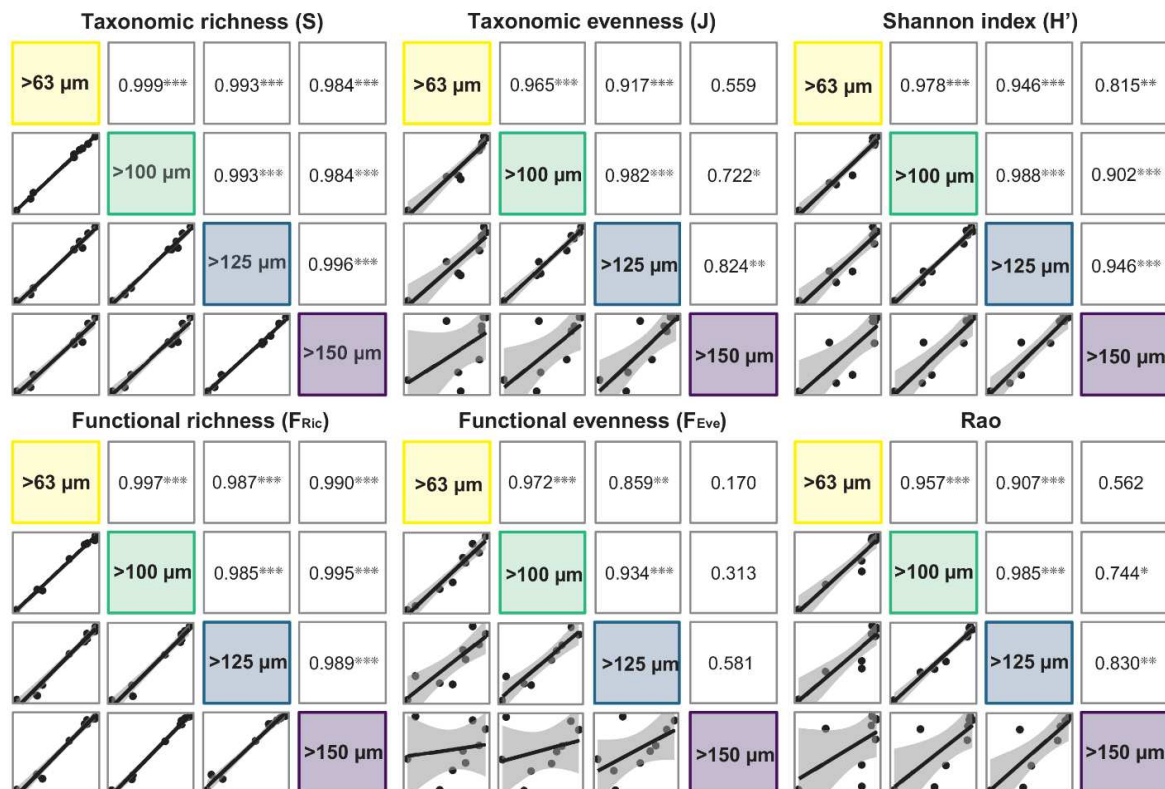 Taxonomic richness (S) Taxonomic evenness (J) Shannon index (H’)
>63 µm 0.999*** 0.993*** 0.984*** >63 µm 0.965*** 0.917*** 0.559 >63 µm 0.978*** 0.946*** 0.815**
>100 µm 0.993*** 0.984*** >100 µm 0.982*** 0.722* >100 µm 0.988*** 0.902***
>125 µm 0.996*** >125 µm 0.824** >125 µm 0.946***
>150 µm >150 µm >150 µm
Functional richness (FRic) Functional evenness (FEve) Rao
>63 µm 0.997*** 0.987*** 0.990*** >63 µm 0.972*** 0.859** 0.170 >63 µm 0.957*** 0.907*** 0.562
>100 µm 0.985*** 0.995*** >100 µm 0.934*** 0.313 >100 µm 0.985*** 0.744*
>125 µm 0.989*** >125 µm 0.581 >125 µm 0.830**
>150 µm >150 µm >150 µm